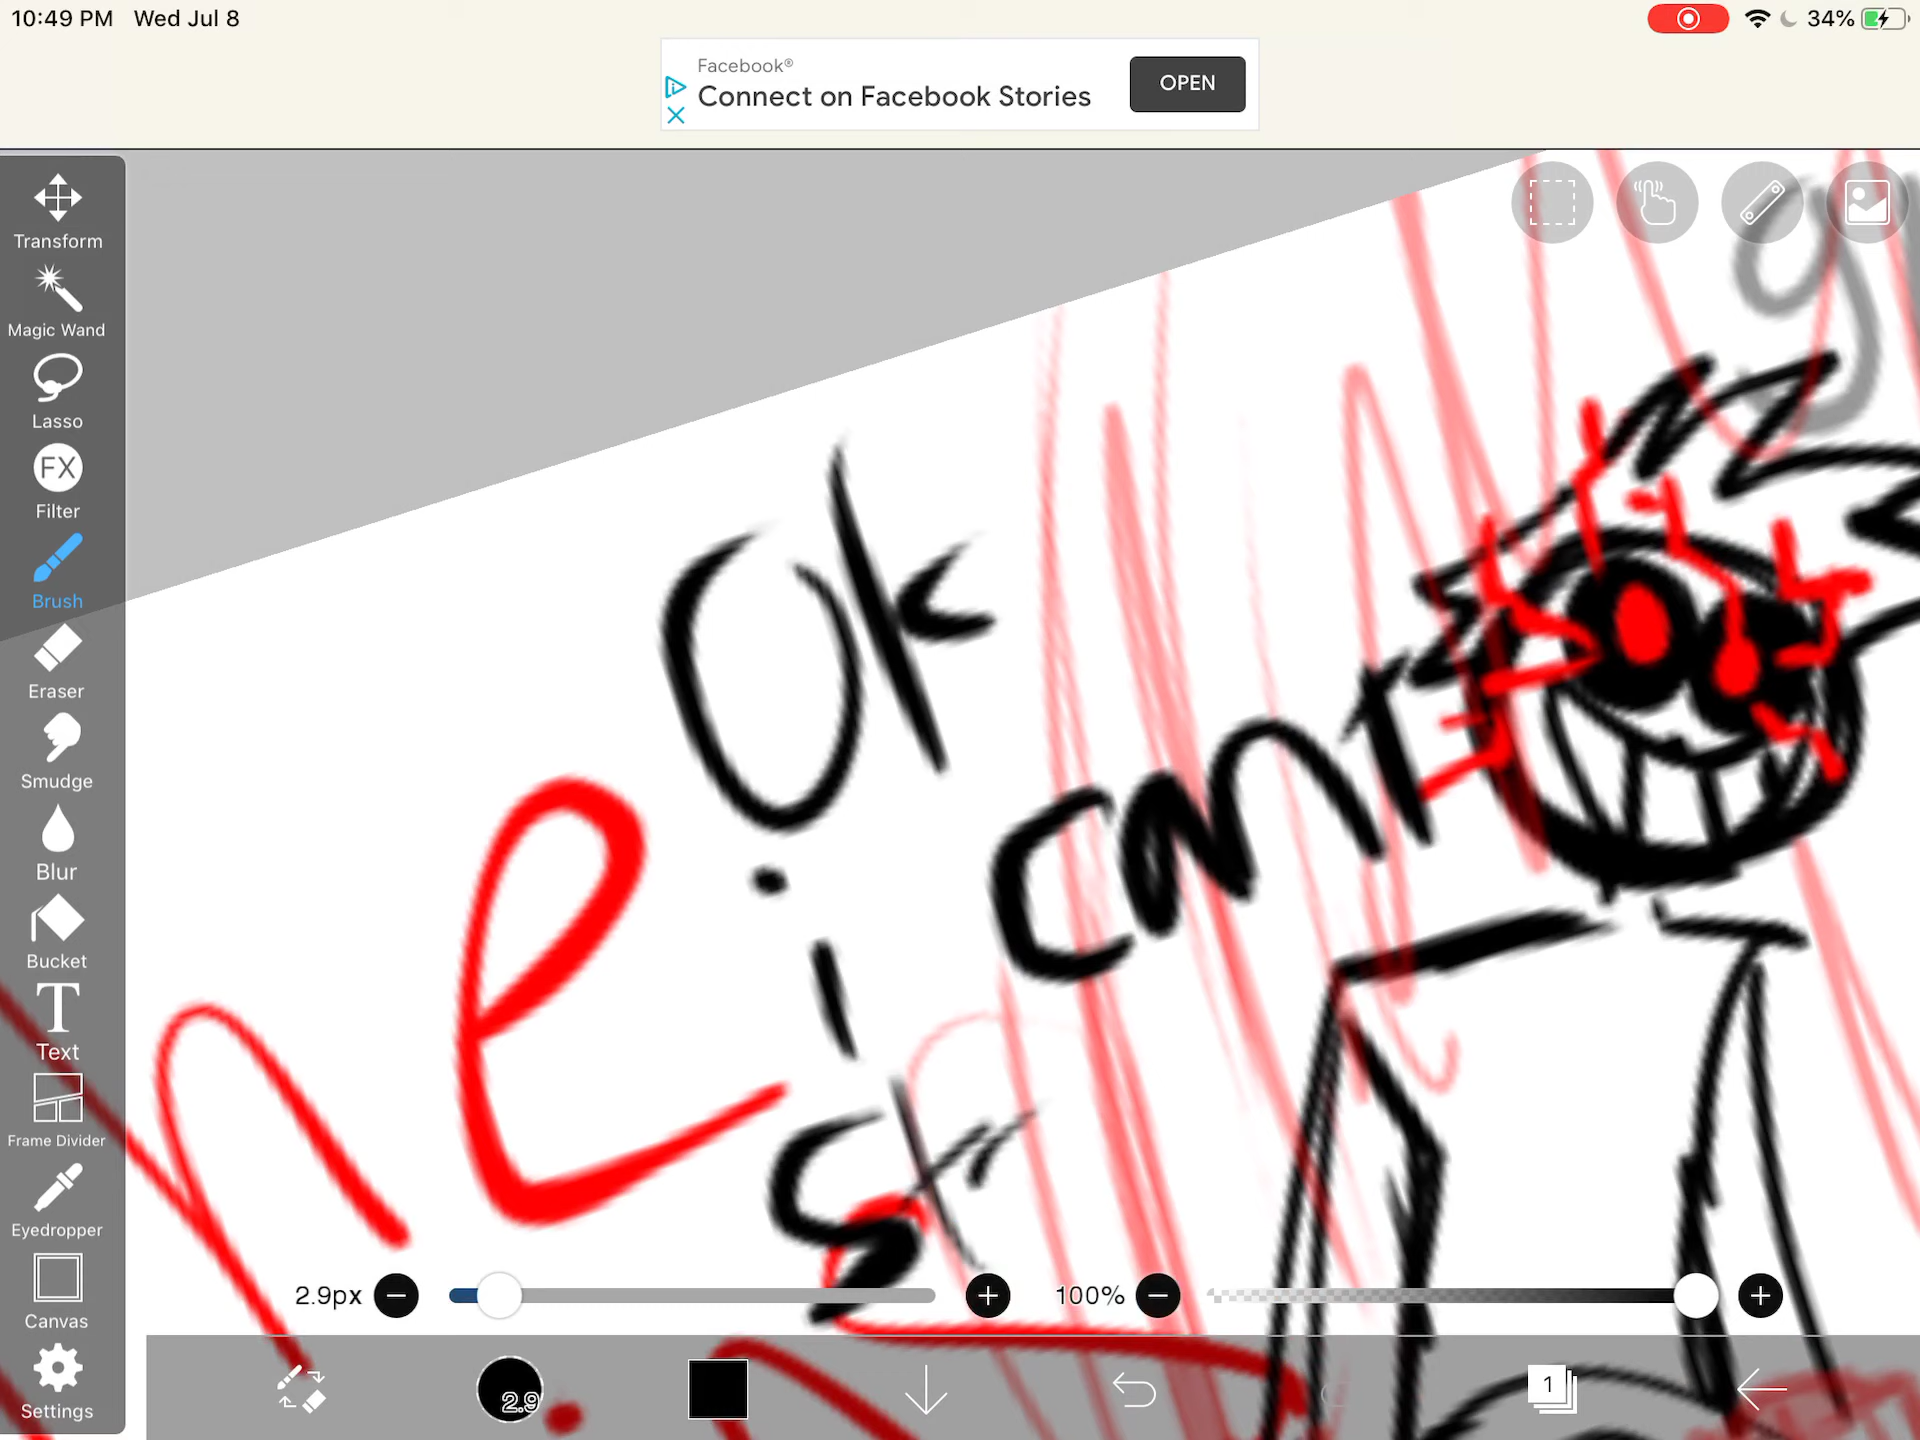 10:49 PM Wed Jul 8
34%
Facebook®
Connect on Facebook Stories
OPEN
Transform
Magic Wand
Lasso
FX
Filter
Brush
Eraser
Smudge
Blur
Bucket
T
Text
Frame Divider
Eyedropper
Canvas
Settings
Ok
i cant
he
2.9px
100%
2.9
1